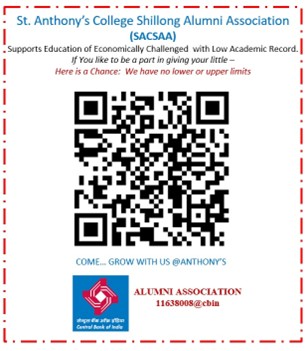 St. Anthony's College Shillong Alumni Association
(SACSAA)
Supports Education of Economically Challenged with Low Academic Record.
If You like to be a part in giving your little –
Here is a Chance: We have no lower or upper limits
COME... GROW WITH US @ANTHONY'S
ALUMNI ASSOCIATION
11638008@cbin
सेन्ट्रल बैंक ऑफ इंडिया
Central Bank of India